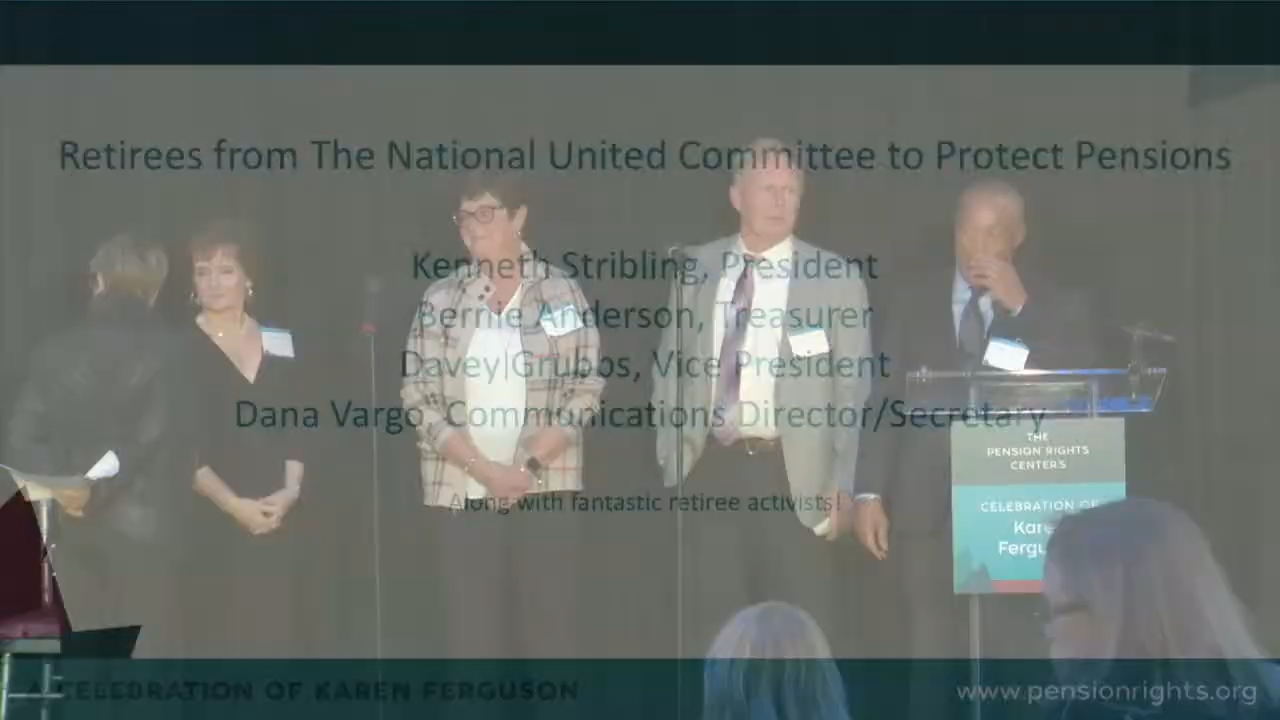 Retirees from The National United Committee to Protect Pensions
Kenneth Stribling, President
Bernie Anderson, Treasurer
Davey Grubbs, Vice President
Dana Vargo, Communications Director/Secretary
Along with fantastic retiree activists!
THE
PENSION RIGHTS
CENTER'S
CELEBRATION OF
A CELEBRATION OF KAREN FERGUSON
www.pensionrights.org